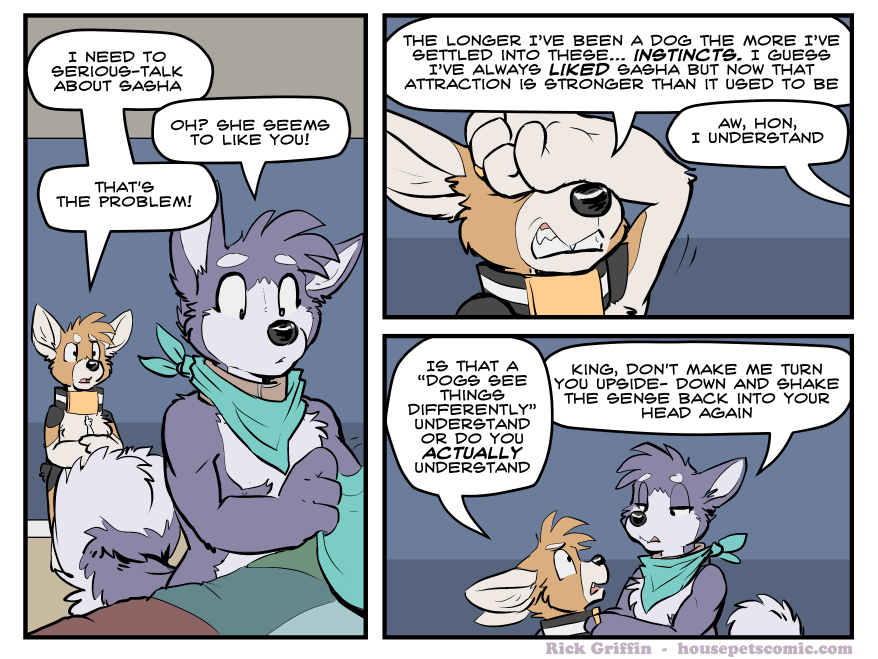 I NEED TO
SERIOUS-TALK
ABOUT SASHA
OH? SHE SEEMS
TO LIKE YOU!
THAT'S
THE PROBLEM!
THE LONGER I'VE BEEN A DOG THE MORE I'VE
SETTLED INTO THESE... INSTINCTS. I GUESS
I'VE ALWAYS LIKED SASHA BUT NOW THAT
ATTRACTION IS STRONGER THAN IT USED TO BE
AW, HON,
I UNDERSTAND
IS THAT A
"DOGS SEE
THINGS
DIFFERENTLY"
UNDERSTAND
OR DO YOU
ACTUALLY
UNDERSTAND
KING, DON'T MAKE ME TURN
YOU UPSIDE- DOWN AND SHAKE
THE SENSE BACK INTO YOUR
HEAD AGAIN
Rick Griffin - housepetscomic.com